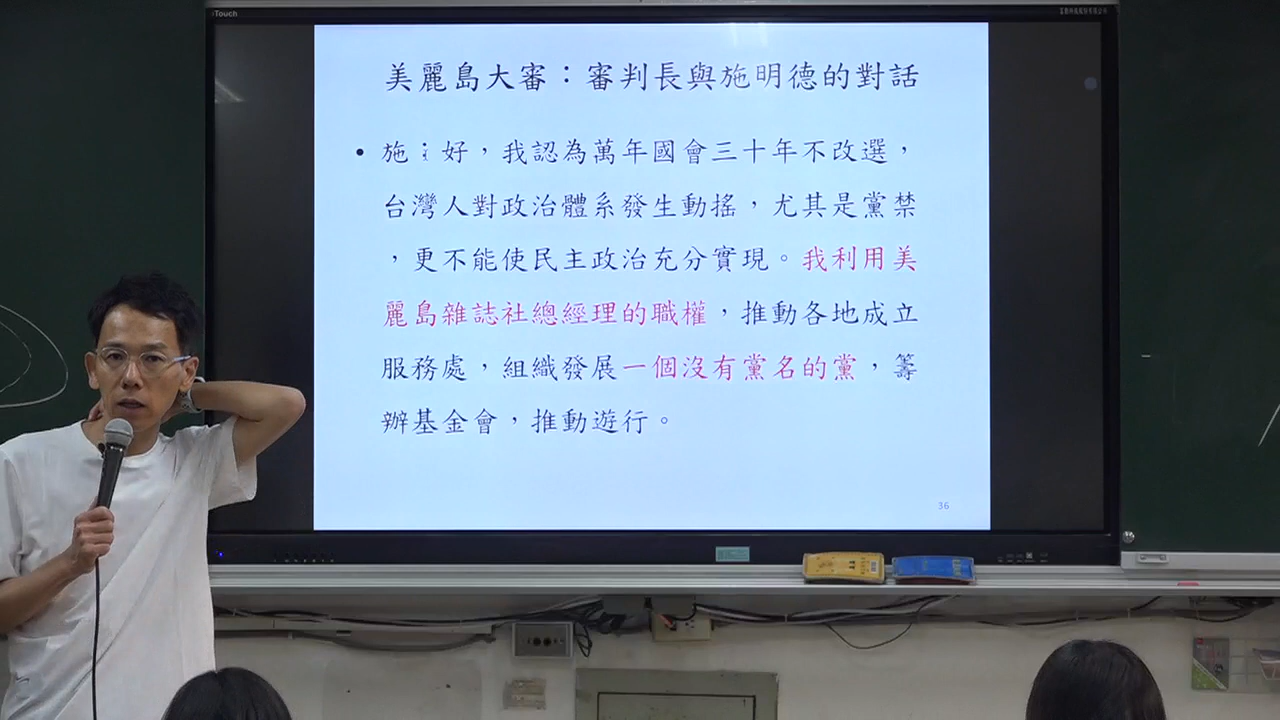 iTouch
美麗島大審：審判長與施明德的對話
• 施：好，我認為萬年國會三十年不改選，
台灣人對政治體系發生動搖，尤其是黨禁
，更不能使民主政治充分實現。我利用美
麗島雜誌社總經理的職權，推動各地成立
服務處，組織發展一個沒有黨名的黨，籌
辦基金會，推動遊行。
36